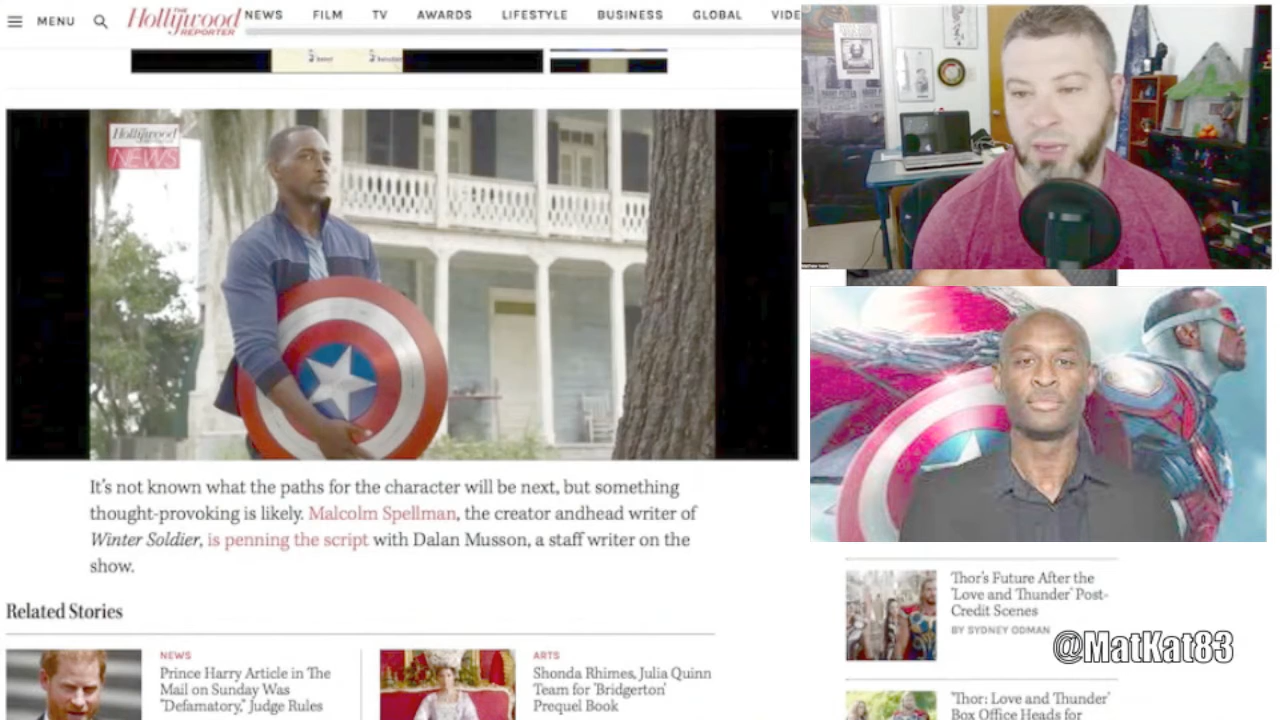 MENU
THE
Hollywood
REPORTER
NEWS FILM TV AWARDS LIFESTYLE BUSINESS GLOBAL VIDE
Hollywood
NEWS
It's not known what the paths for the character will be next, but something
thought-provoking is likely. Malcolm Spellman, the creator andhead writer of
Winter Soldier, is penning the script with Dalan Musson, a staff writer on the
show.
Related Stories
NEWS
Prince Harry Article in The
Mail on Sunday Was
"Defamatory," Judge Rules
ARTS
Shonda Rhimes, Julia Quinn
Team for 'Bridgerton'
Prequel Book
Thor's Future After the
'Love and Thunder' Post-
Credit Scenes
BY SYDNEY ODMAN
@MatKat83
'Thor: Love and Thunder'
Box Office Heads for